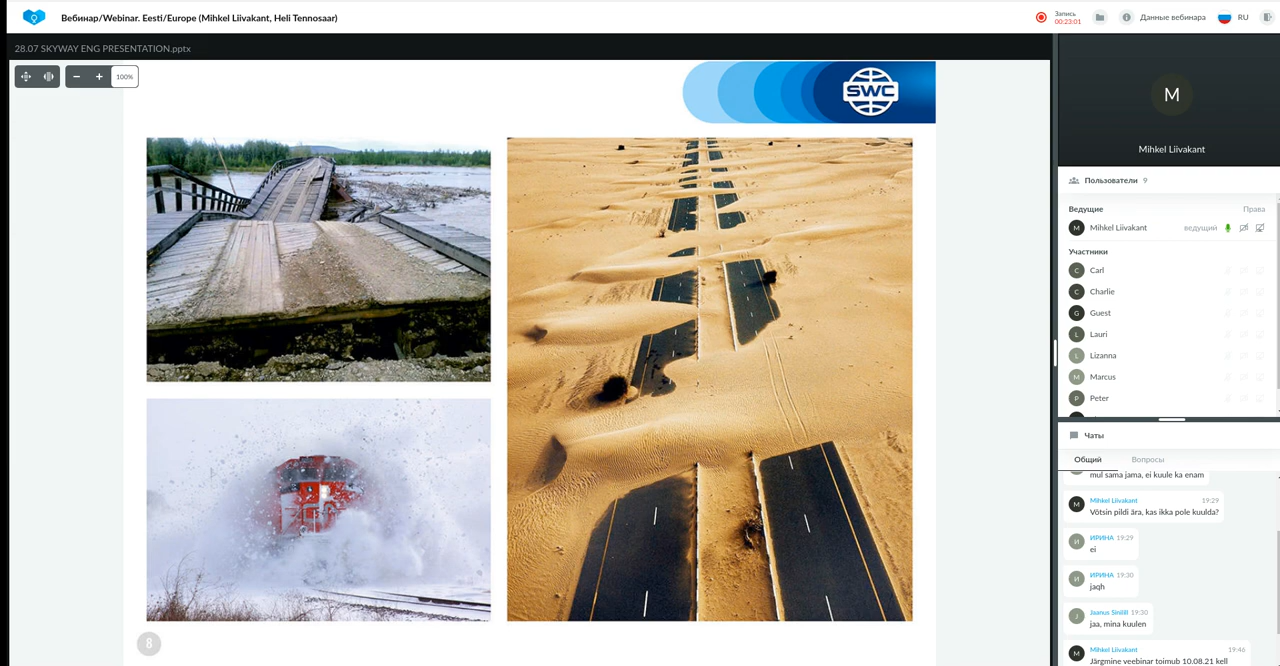 Вебинар/Webinar. Eesti/Europe (Mihkel Liivakant, Heli Tennosaar)
Запись
00:23:01
Данные вебинара
RU
28.07 SKYWAY ENG PRESENTATION.pptx
100%
SWC
8
M
Mihkel Liivakant
Пользователи 9
Ведущие Права
M Mihkel Liivakant ведущий
Участники
C Carl
C Charlie
G Guest
L Lauri
L Lizanna
M Marcus
P Peter
Чаты
Общий Вопросы
mul sama jama, ei kuule ka enam
M Mihkel Liivakant 19:29
Võtsin pildi ära, kas ikka pole kuulda?
И ИРИНА 19:29
ei
И ИРИНА 19:30
jaqh
J Jaanus Sinilill 19:30
jaa, mina kuulen
M Mihkel Liivakant 19:46
Järgmine veebinar toimub 10.08.21 kell